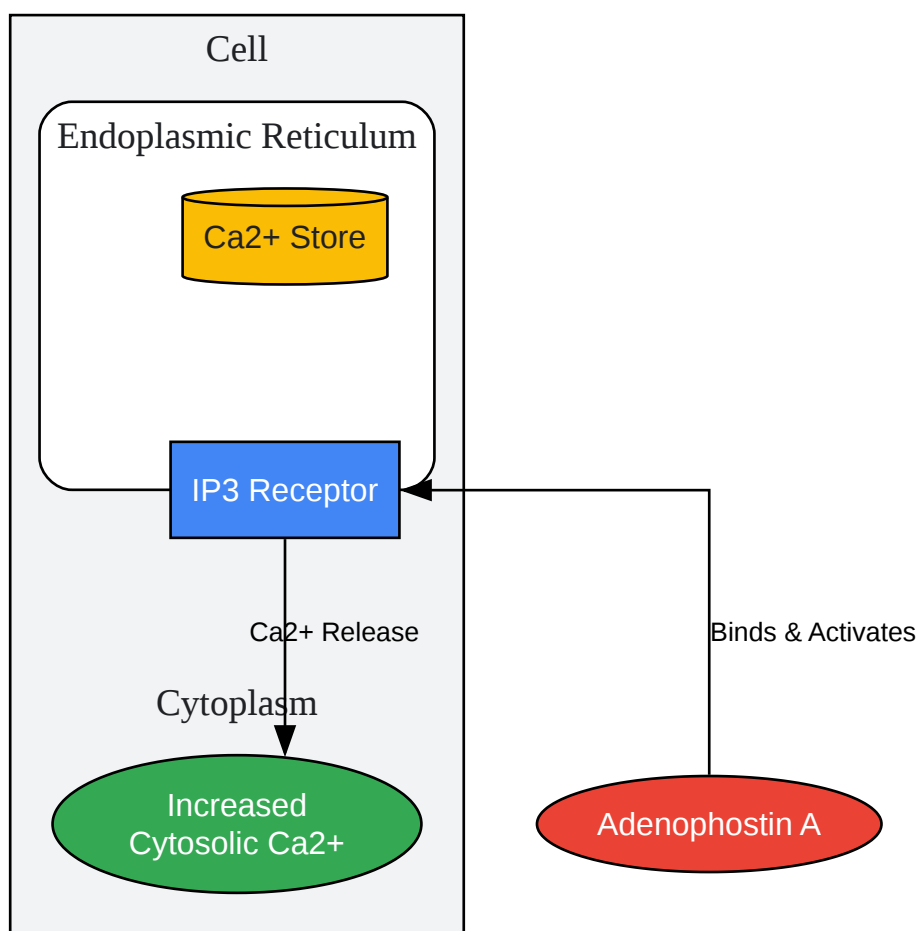 Cell
Endoplasmic Reticulum
Ca2+ Store
IP3 Receptor
Ca2+ Release
Binds & Activates
Cytoplasm
Increased
Cytosolic Ca2+
Adenophostin A